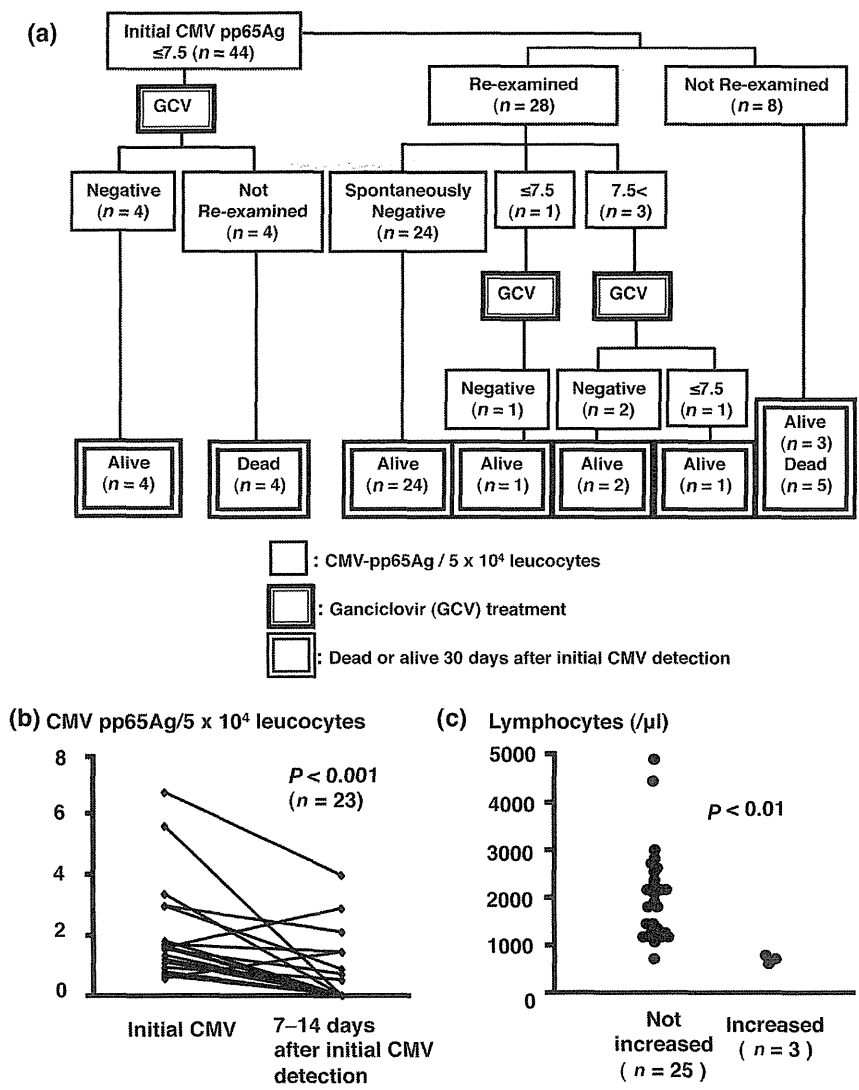 (a)
Initial CMV pp65Ag
≤7.5 (n = 44)
GCV
Re-examined
(n = 28)
Not Re-examined
(n = 8)
Negative
(n = 4)
Not
Re-examined
(n = 4)
Spontaneously
Negative
(n = 24)
≤7.5
(n = 1)
7.5<
(n = 3)
GCV
GCV
Negative
(n = 1)
Negative
(n = 2)
≤7.5
(n = 1)
Alive
(n = 4)
Dead
(n = 4)
Alive
(n = 24)
Alive
(n = 1)
Alive
(n = 2)
Alive
(n = 1)
Alive
(n = 3)
Dead
(n = 5)
: CMV-pp65Ag / 5 x 10⁴ leucocytes
: Ganciclovir (GCV) treatment
: Dead or alive 30 days after initial CMV detection
(b) CMV pp65Ag/5 x 10⁴ leucocytes
8
6
4
2
0
P < 0.001
(n = 23)
Initial CMV
7–14 days
after initial CMV
detection
(c) Lymphocytes (/μl)
5000
4000
3000
2000
1000
0
P < 0.01
Not
increased
( n = 25 )
Increased
( n = 3 )